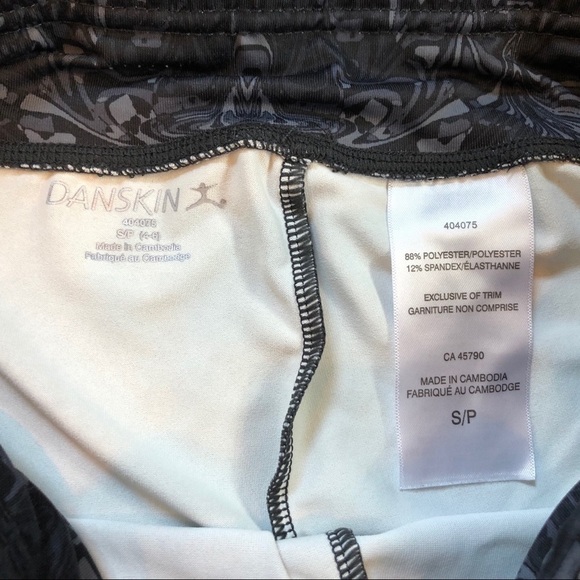 DANSKIN
404075
S/P (4-6)
Made in Cambodia
Fabriqué au Cambodge
404075
88% POLYESTER/POLYESTER
12% SPANDEX/ÉLASTHANNE
EXCLUSIVE OF TRIM
GARNITURE NON COMPRISE
CA 45790
MADE IN CAMBODIA
FABRIQUÉ AU CAMBODGE
S/P